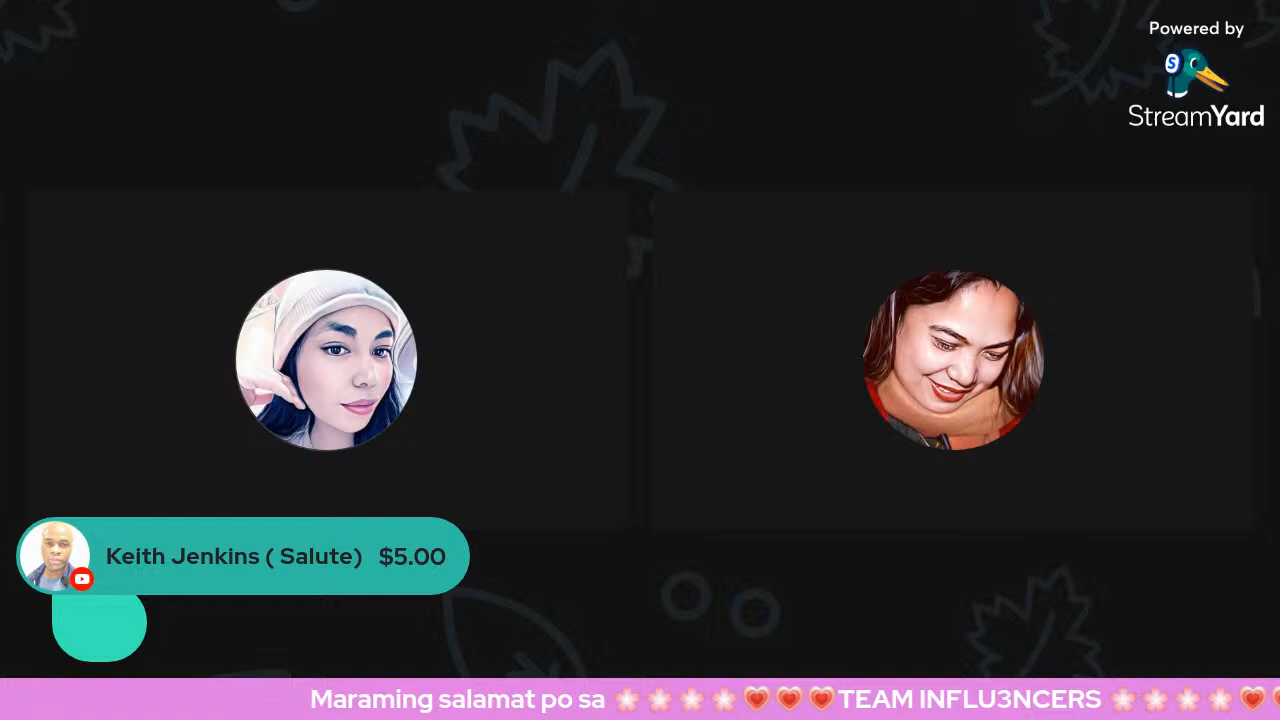 Powered by
S
StreamYard
Keith Jenkins ( Salute) $5.00
Maraming salamat po sa 🌸🌸🌸🌸💗💗💗TEAM INFLU3NCERS 🌸🌸🌸🌸💗